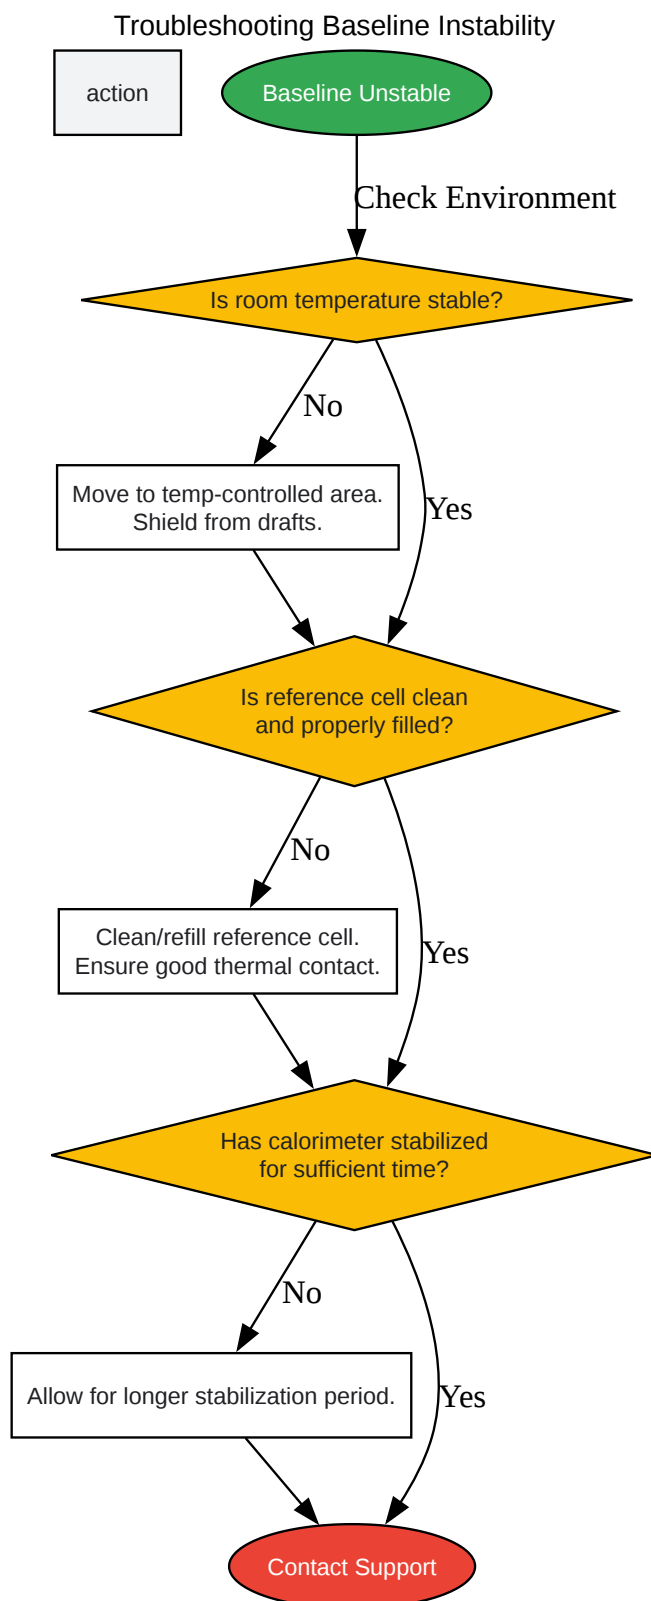 Troubleshooting Baseline Instability
action
Baseline Unstable
Check Environment
Is room temperature stable?
No
Move to temp-controlled area.
Shield from drafts.
Yes
Is reference cell clean
and properly filled?
No
Clean/refill reference cell.
Ensure good thermal contact.
Yes
Has calorimeter stabilized
for sufficient time?
No
Allow for longer stabilization period.
Yes
Contact Support